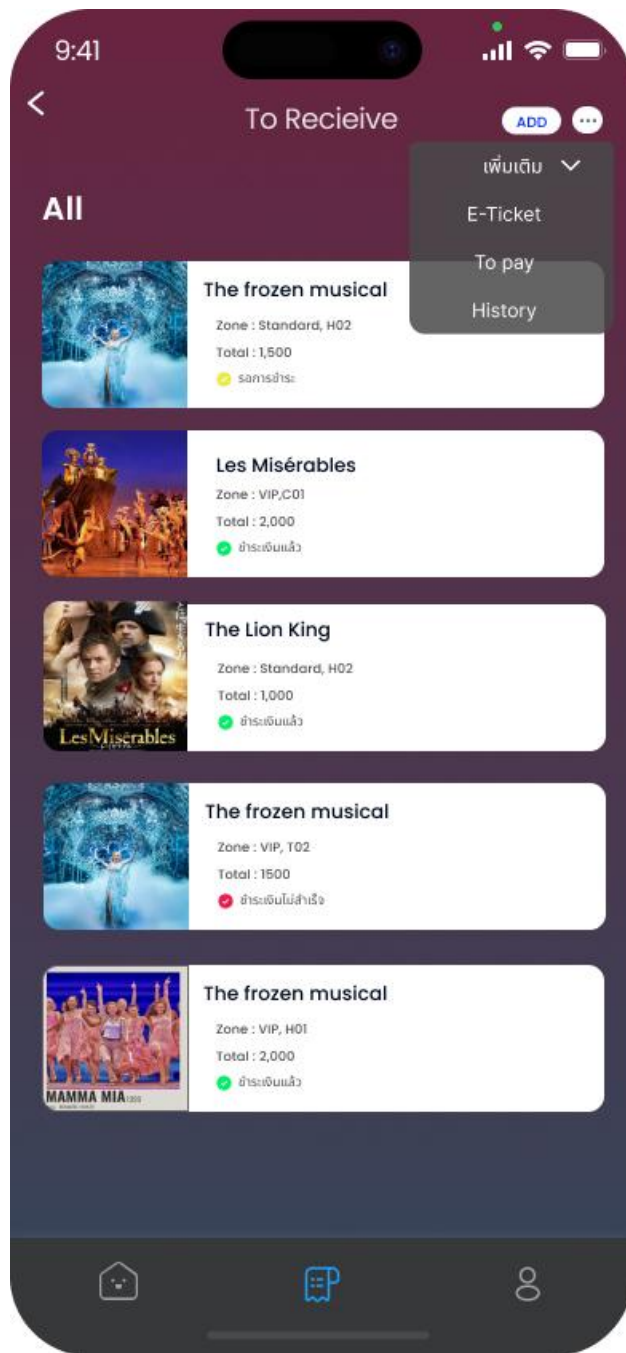 9:41
To Recieive
ADD
เพิ่มเติม
All
E-Ticket
To pay
History
The frozen musical
Zone : Standard, H02
Total : 1,500
รอการชำระ
Les Misérables
Zone : VIP,C01
Total : 2,000
ชำระเงินแล้ว
The Lion King
Zone : Standard, H02
Total : 1,000
ชำระเงินแล้ว
Les Misérables
The frozen musical
Zone : VIP, T02
Total : 1500
ชำระเงินไม่สำเร็จ
The frozen musical
Zone : VIP, H01
Total : 2,000
ชำระเงินแล้ว
MAMMA MIA